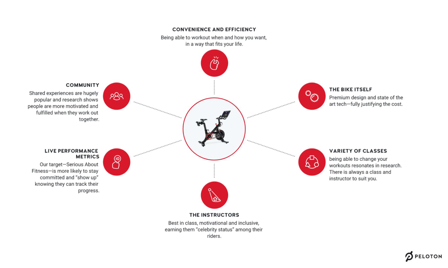 CONVENIENCE AND EFFICIENCY
Being able to workout when and how you want,
in a way that fits your life.
COMMUNITY
Shared experiences are hugely
popular and research shows
people are more motivated and
fulfilled when they work out
together.
THE BIKE ITSELF
Premium design and state of the
art tech—fully justifying the cost.
LIVE PERFORMANCE
METRICS
Our target—Serious About
Fitness—is more likely to stay
committed and "show up"
knowing they can track their
progress.
VARIETY OF CLASSES
being able to change your
workouts resonates in research.
There is always a class and
instructor to suit you.
THE INSTRUCTORS
Best in class, motivational and inclusive,
earning them "celebrity status" among their
riders.
PELOTON